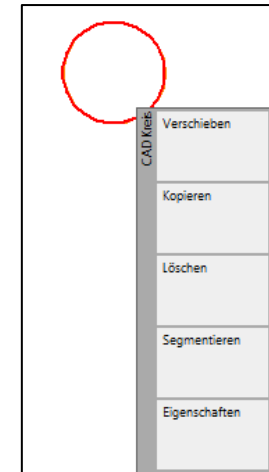 CAD Kreis
Verschieben
Kopieren
Löschen
Segmentieren
Eigenschaften